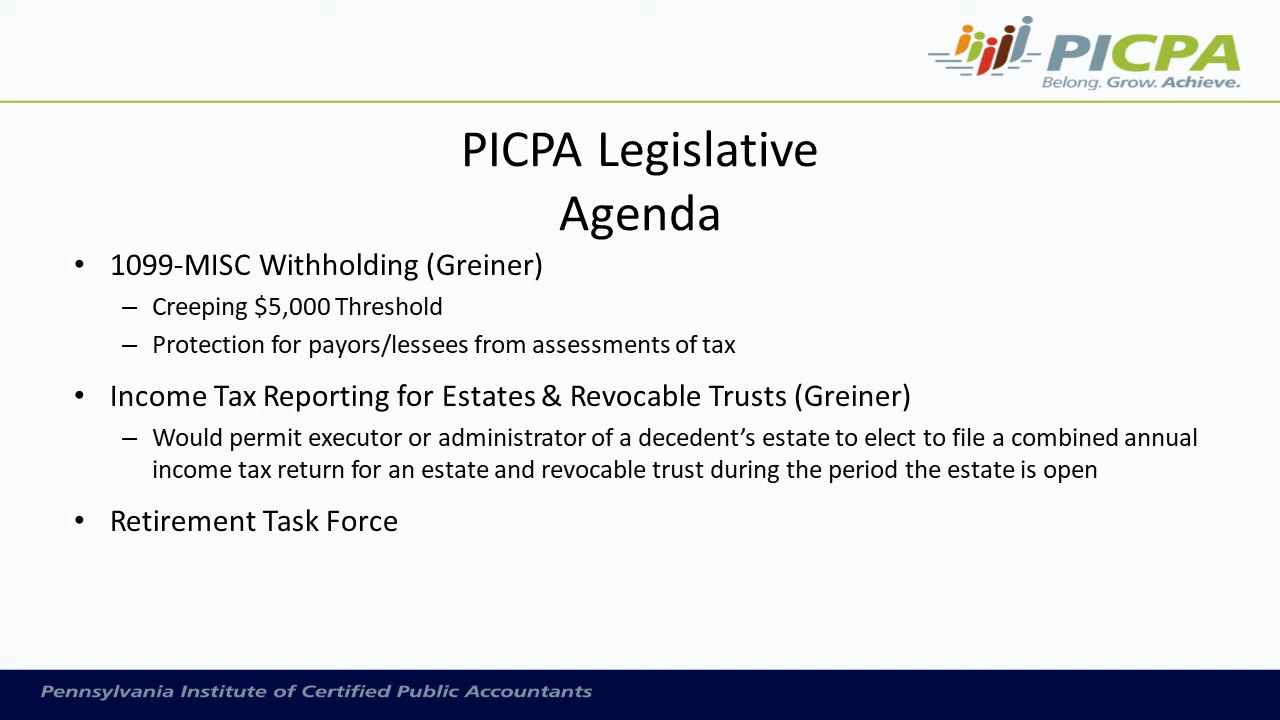 PICPA
Belong. Grow. Achieve.
PICPA Legislative
Agenda
• 1099-MISC Withholding (Greiner)
– Creeping $5,000 Threshold
– Protection for payors/lessees from assessments of tax
• Income Tax Reporting for Estates & Revocable Trusts (Greiner)
– Would permit executor or administrator of a decedent’s estate to elect to file a combined annual
income tax return for an estate and revocable trust during the period the estate is open
• Retirement Task Force
Pennsylvania Institute of Certified Public Accountants